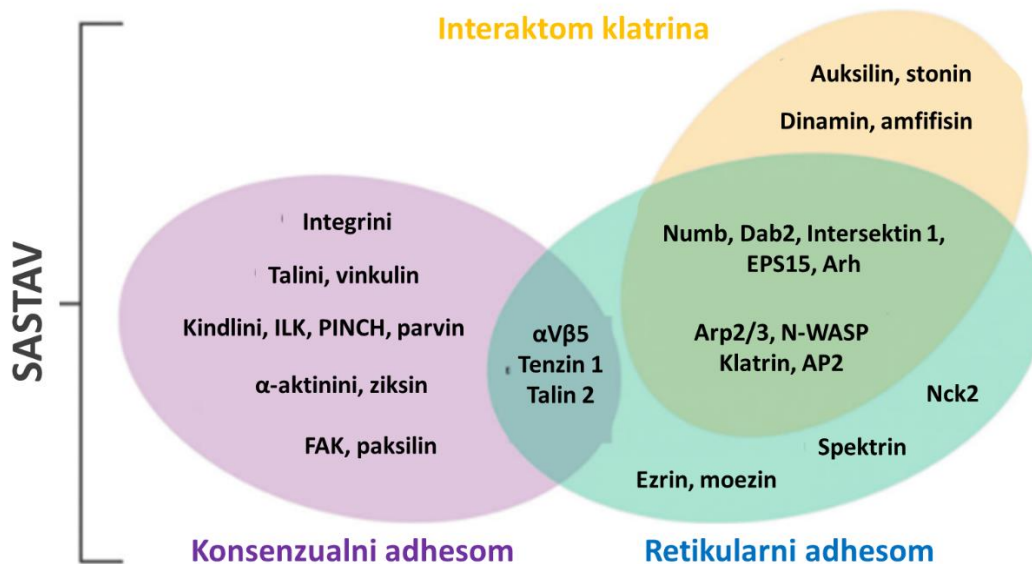 SASTAV
Interaktom klatrina
Auksilin, stonin
Dinamin, amfifisin
Integrini
Talini, vinkulin
Kindlini, ILK, PINCH, parvin
α-aktinini, ziksin
FAK, paksilin
αVβ5
Tenzin 1
Talin 2
Numb, Dab2, Intersektin 1,
EPS15, Arh
Arp2/3, N-WASP
Klatrin, AP2
Nck2
Spektrin
Ezrin, moezin
Konsenzualni adhesom
Retikularni adhesom